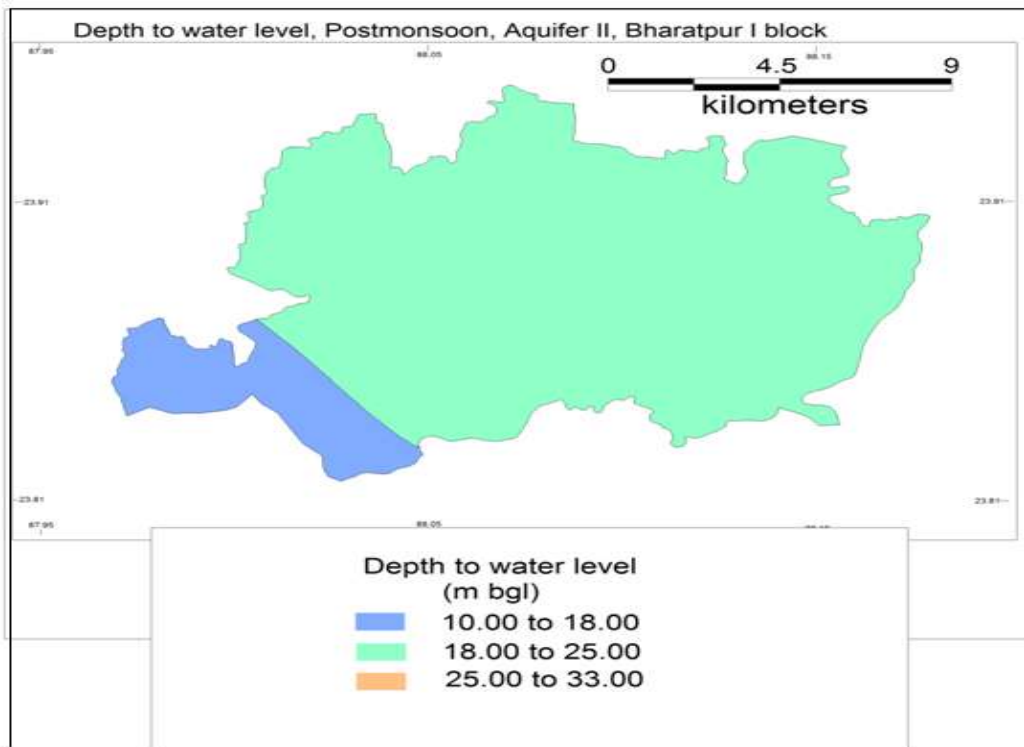 Depth to water level, Postmonsoon, Aquifer II, Bharatpur I block
87.95
88.05
88.15
0 4.5 9
kilometers
23.91
23.91
23.81
23.81
87.95
88.05
Depth to water level
(m bgl)
10.00 to 18.00
18.00 to 25.00
25.00 to 33.00